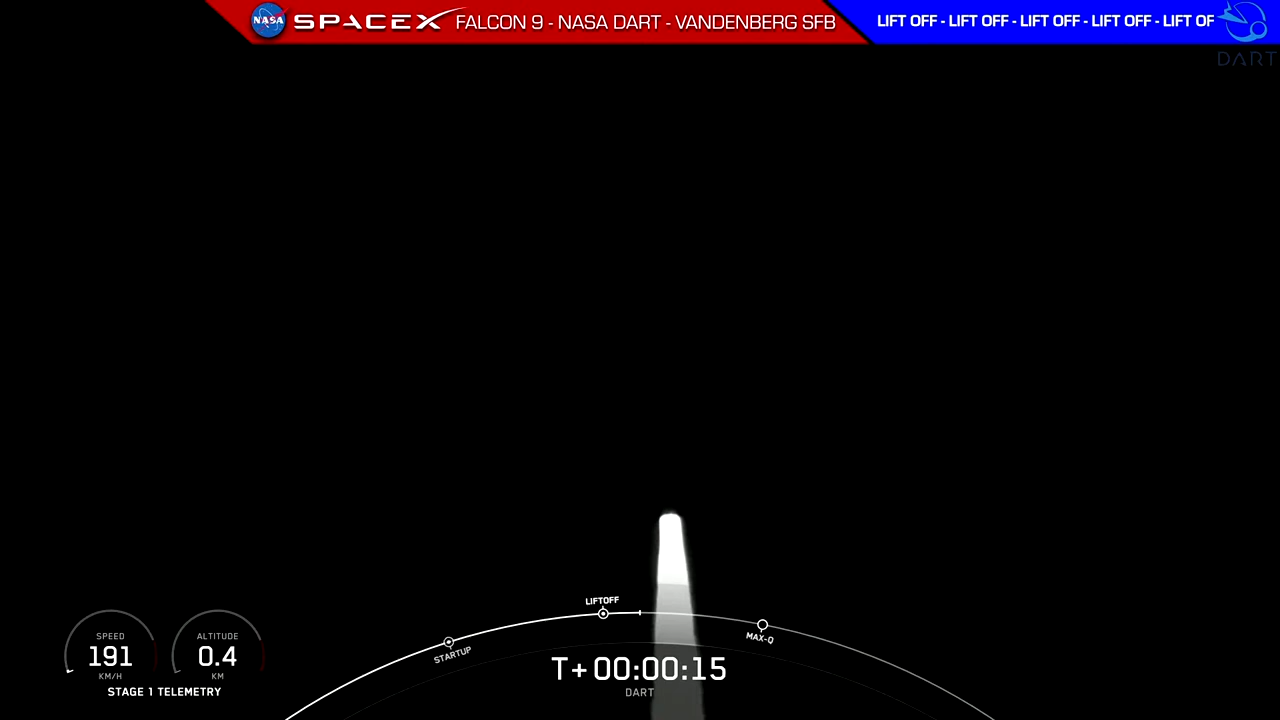 NASA SPACEX FALCON 9 - NASA DART - VANDENBERG SFB
LIFT OFF - LIFT OFF - LIFT OFF - LIFT OFF - LIFT OF
DART
LIFTOFF
STARTUP
MAX-Q
SPEED
191
KM/H
ALTITUDE
0.4
KM
STAGE 1 TELEMETRY
T+00:00:15
DART